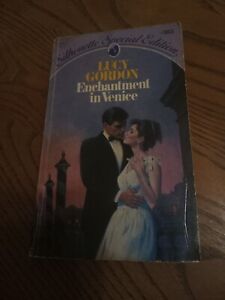 Silhouette Special Edition
LUCY
GORDON
Enchantment
in Venice